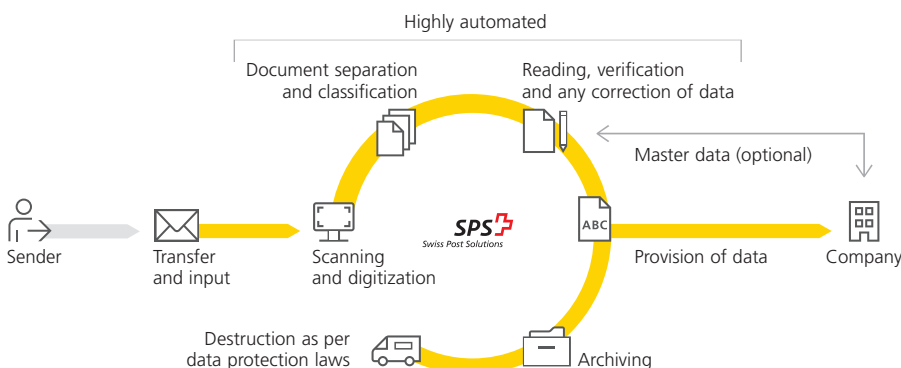 Highly automated
Document separation
and classification
Reading, verification
and any correction of data
Master data (optional)
SPS
Swiss Post Solutions
ABC
Sender
Transfer
and input
Scanning
and digitization
Provision of data
Company
Destruction as per
data protection laws
Archiving